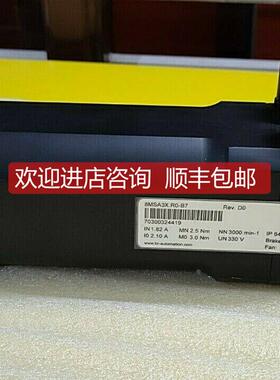 欢迎进店咨询 顺丰包邮
8MSA3X.R0-B7 Rev. D0
70300324419
IN 1.82 A MN 2.5 Nm NN 3000 min-1 IP 64
I0 2.10 A M0 3.0 Nm UN 330 V Brake
www.br-automation.com Fan: